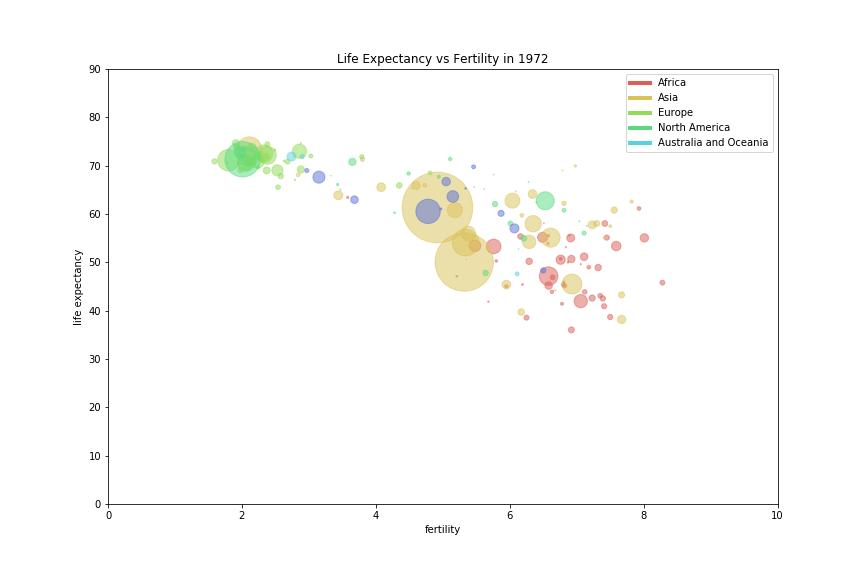 Life Expectancy vs Fertility in 1972
90
80
70
60
50
40
30
20
10
0
life expectancy
0 2 4 6 8 10
fertility
Africa
Asia
Europe
North America
Australia and Oceania